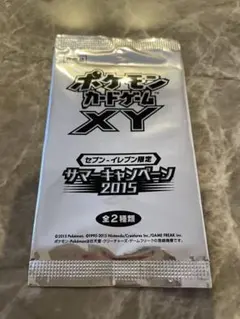 ポケモン
カードゲーム
XY
セブン-イレブン限定
サマーキャンペーン
2015
全2種類
©2015 Pokémon. ©1995-2015 Nintendo/Creatures Inc./GAME FREAK inc.
ポケモン・Pokémonは任天堂・クリーチャーズ・ゲームフリークの登録商標です。